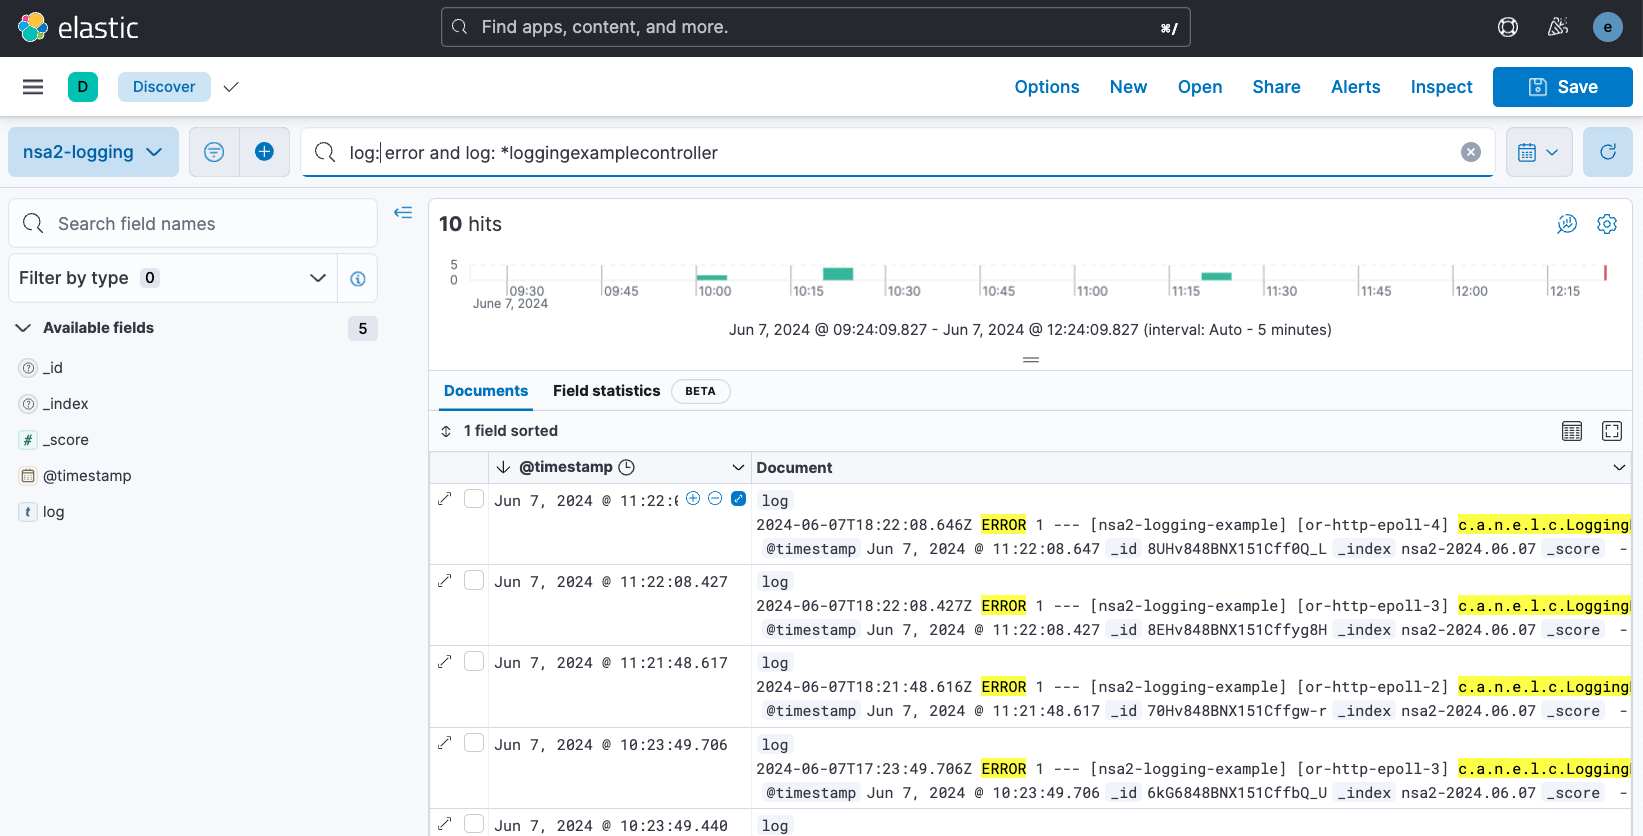 elastic
Find apps, content, and more.
⌘/
e
D
Discover
Options
New
Open
Share
Alerts
Inspect
Save
nsa2-logging
log: error and log: *loggingexamplecontroller
Search field names
Filter by type 0
Available fields 5
_id
_index
# _score
@timestamp
t log
10 hits
5
0
09:30 09:45 10:00 10:15 10:30 10:45 11:00 11:15 11:30 11:45 12:00 12:15
June 7, 2024
Jun 7, 2024 @ 09:24:09.827 - Jun 7, 2024 @ 12:24:09.827 (interval: Auto - 5 minutes)
Documents Field statistics BETA
1 field sorted
@timestamp Document
Jun 7, 2024 @ 11:22: log
2024-06-07T18:22:08.646Z ERROR 1 --- [nsa2-logging-example] [or-http-epoll-4] c.a.n.e.l.c.Logging
@timestamp Jun 7, 2024 @ 11:22:08.647 _id 8UHv848BNX151Cff0Q_L _index nsa2-2024.06.07 _score -
Jun 7, 2024 @ 11:22:08.427 log
2024-06-07T18:22:08.427Z ERROR 1 --- [nsa2-logging-example] [or-http-epoll-3] c.a.n.e.l.c.Logging
@timestamp Jun 7, 2024 @ 11:22:08.427 _id 8EHv848BNX151Cffyg8H _index nsa2-2024.06.07 _score -
Jun 7, 2024 @ 11:21:48.617 log
2024-06-07T18:21:48.616Z ERROR 1 --- [nsa2-logging-example] [or-http-epoll-2] c.a.n.e.l.c.Logging
@timestamp Jun 7, 2024 @ 11:21:48.617 _id 70Hv848BNX151Cffgw-r _index nsa2-2024.06.07 _score -
Jun 7, 2024 @ 10:23:49.706 log
2024-06-07T17:23:49.706Z ERROR 1 --- [nsa2-logging-example] [or-http-epoll-3] c.a.n.e.l.c.Logging
@timestamp Jun 7, 2024 @ 10:23:49.706 _id 6kG6848BNX151CffbQ_U _index nsa2-2024.06.07 _score -
Jun 7, 2024 @ 10:23:49.440 log